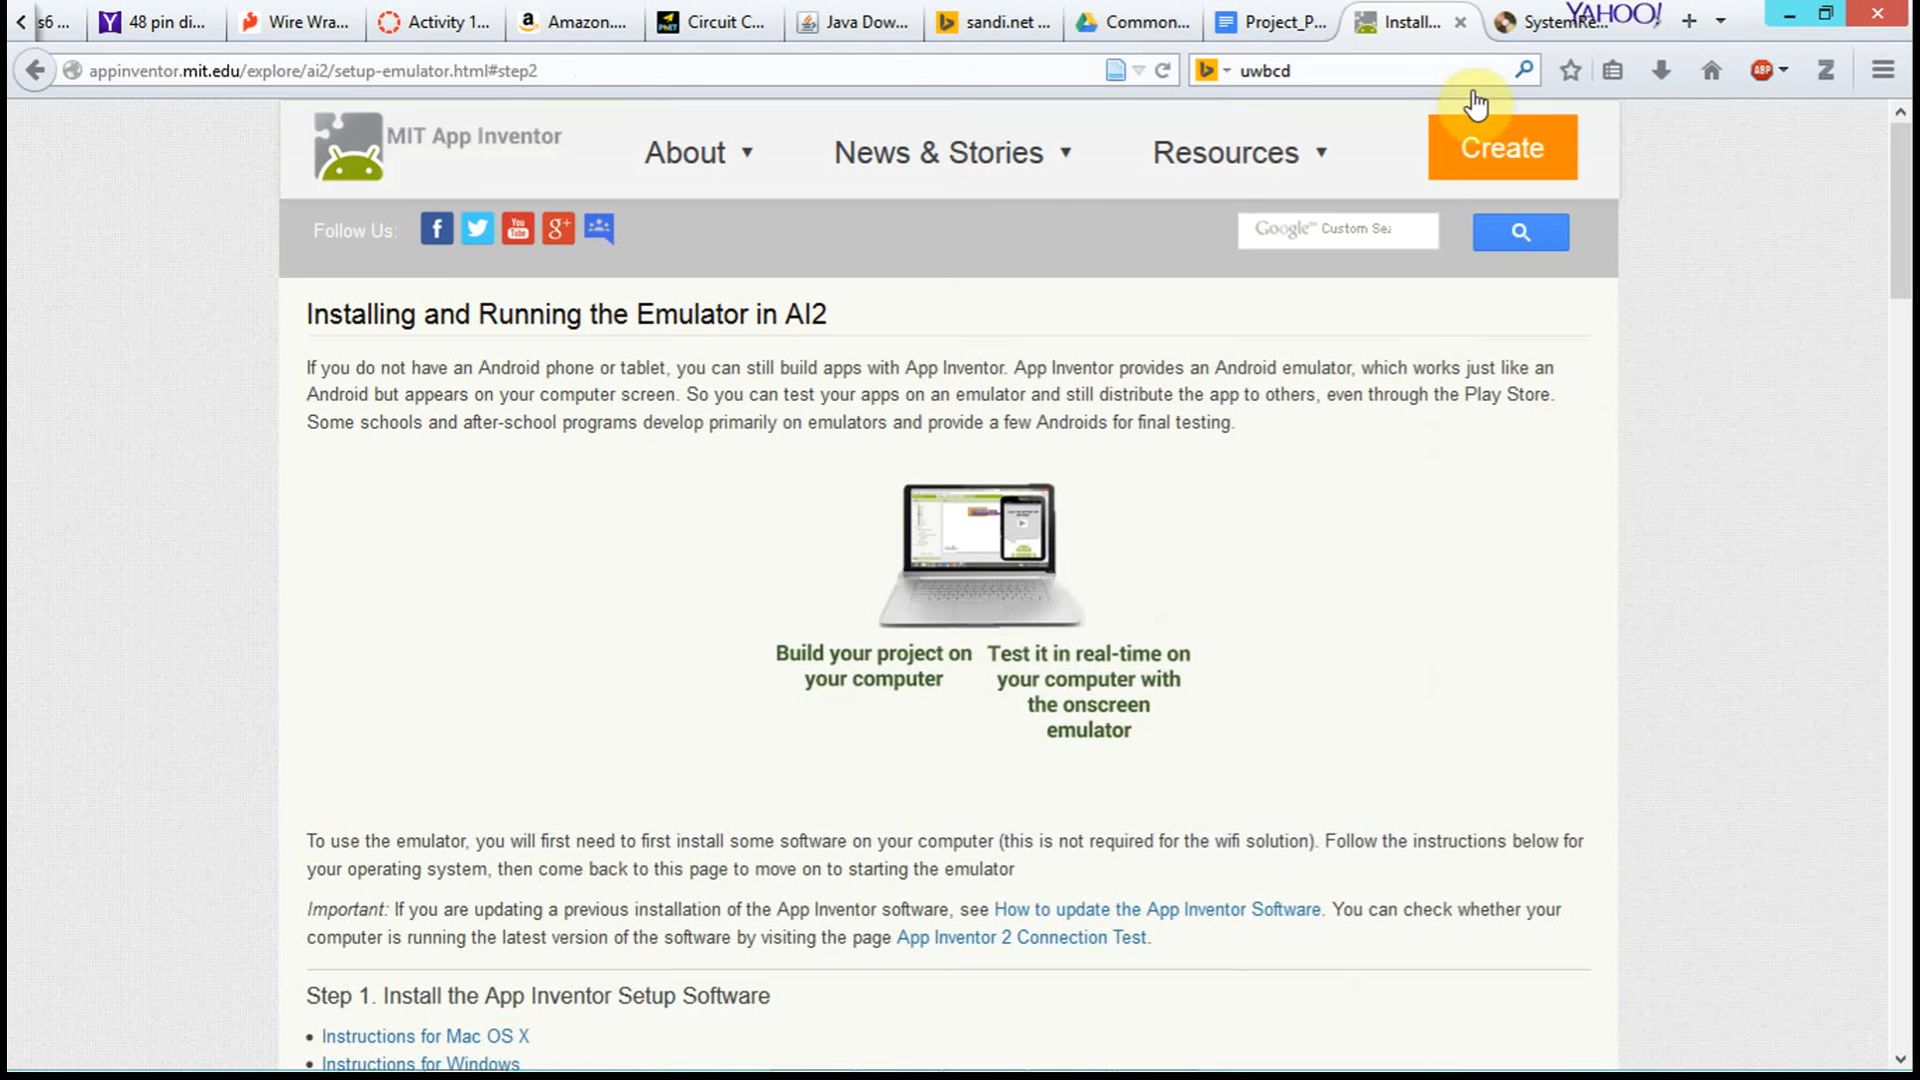 s6 ...
48 pin di...
Wire Wra...
Activity 1...
Amazon....
Circuit C...
Java Dow...
sandi.net ...
Common...
Project_P...
Install...
SystemRe...
YAHOO!
appinventor.mit.edu/explore/ai2/setup-emulator.html#step2
uwbcd
ABP
MIT App Inventor
About
News & Stories
Resources
Create
Follow Us:
You Tube
Google™ Custom Sea
Installing and Running the Emulator in AI2
If you do not have an Android phone or tablet, you can still build apps with App Inventor. App Inventor provides an Android emulator, which works just like an
Android but appears on your computer screen. So you can test your apps on an emulator and still distribute the app to others, even through the Play Store.
Some schools and after-school programs develop primarily on emulators and provide a few Androids for final testing.
Build your project on
your computer
Test it in real-time on
your computer with
the onscreen
emulator
To use the emulator, you will first need to first install some software on your computer (this is not required for the wifi solution). Follow the instructions below for
your operating system, then come back to this page to move on to starting the emulator
Important: If you are updating a previous installation of the App Inventor software, see How to update the App Inventor Software. You can check whether your
computer is running the latest version of the software by visiting the page App Inventor 2 Connection Test.
Step 1. Install the App Inventor Setup Software
• Instructions for Mac OS X
• Instructions for Windows